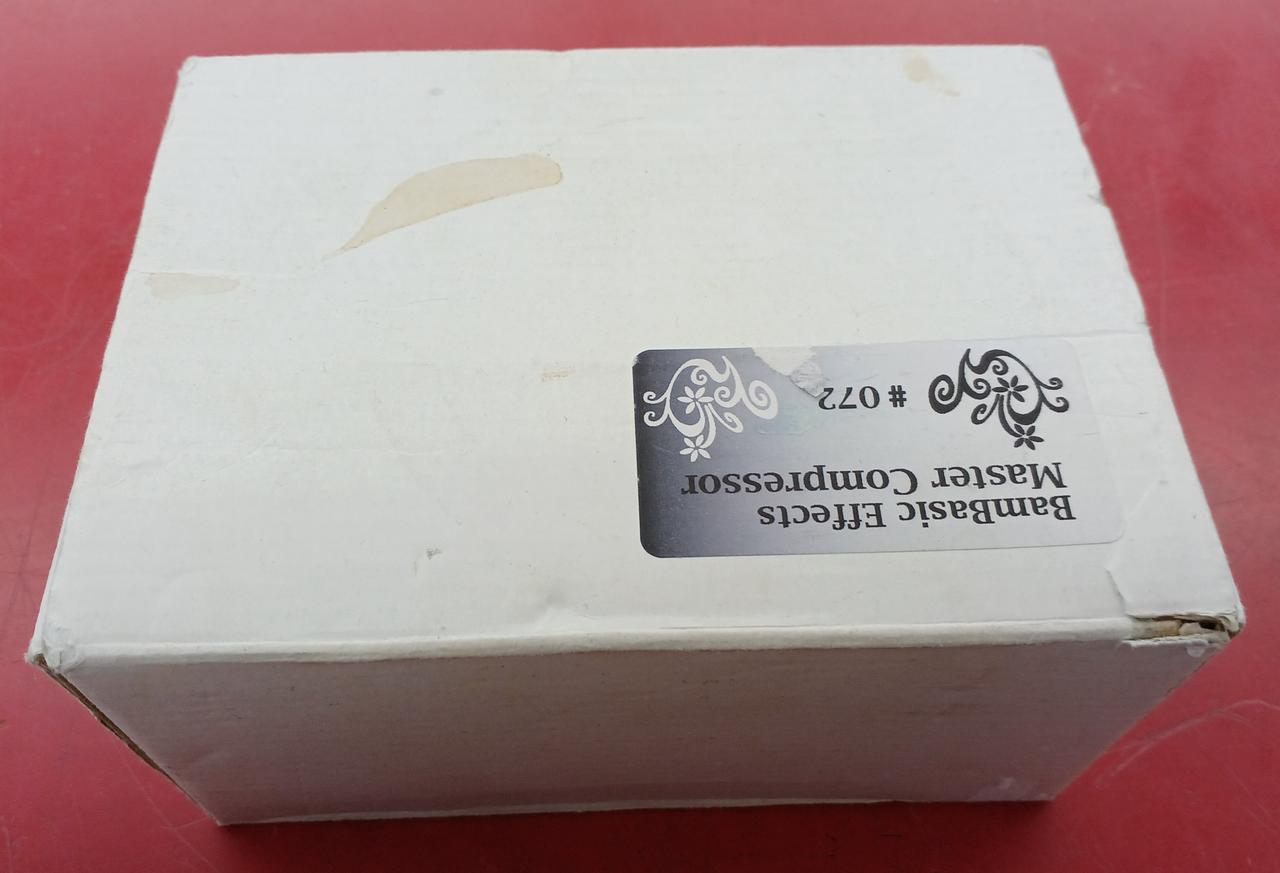 BamBasic Effects
Master Compressor
# 072